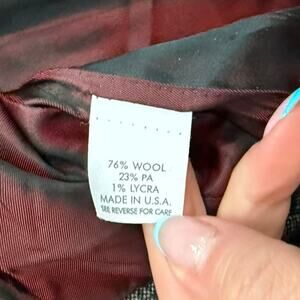 76% WOOL
23% PA
1% LYCRA
MADE IN U.S.A.
SEE REVERSE FOR CARE